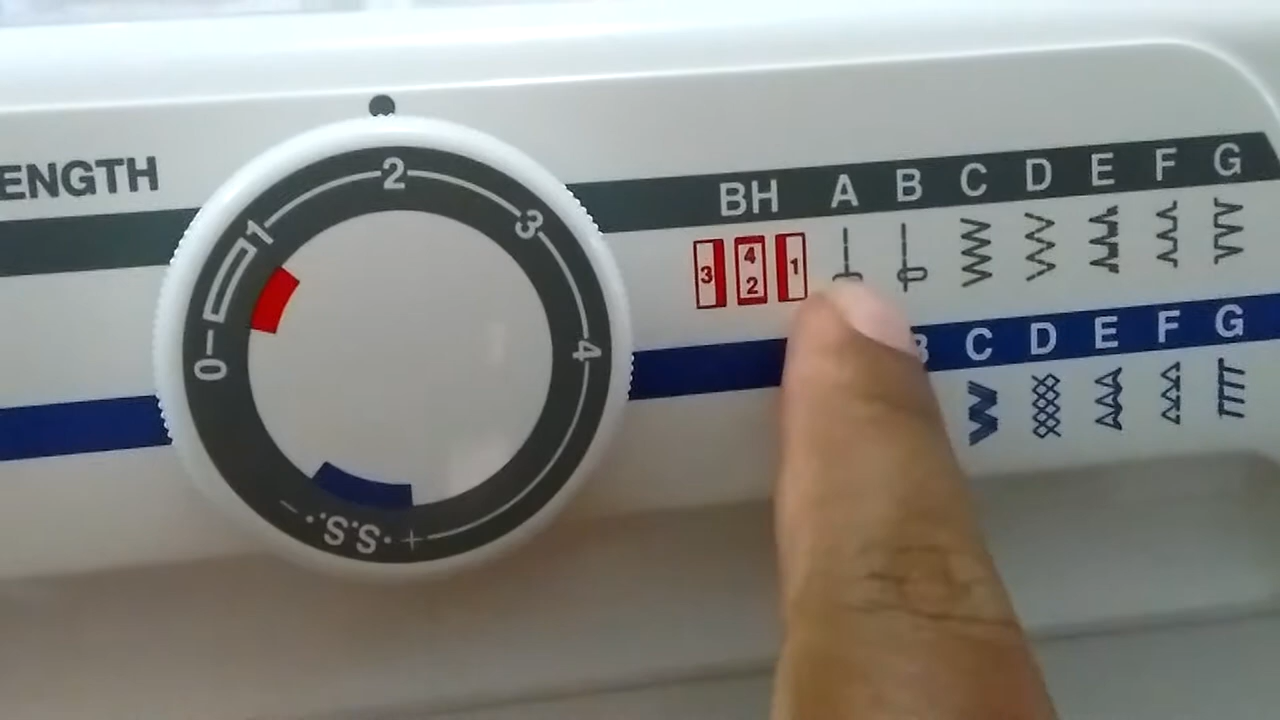 ENGTH
0 1 2 3 4
- S.S. +
BH A B C D E F G
3 4 2 1
B C D E F G